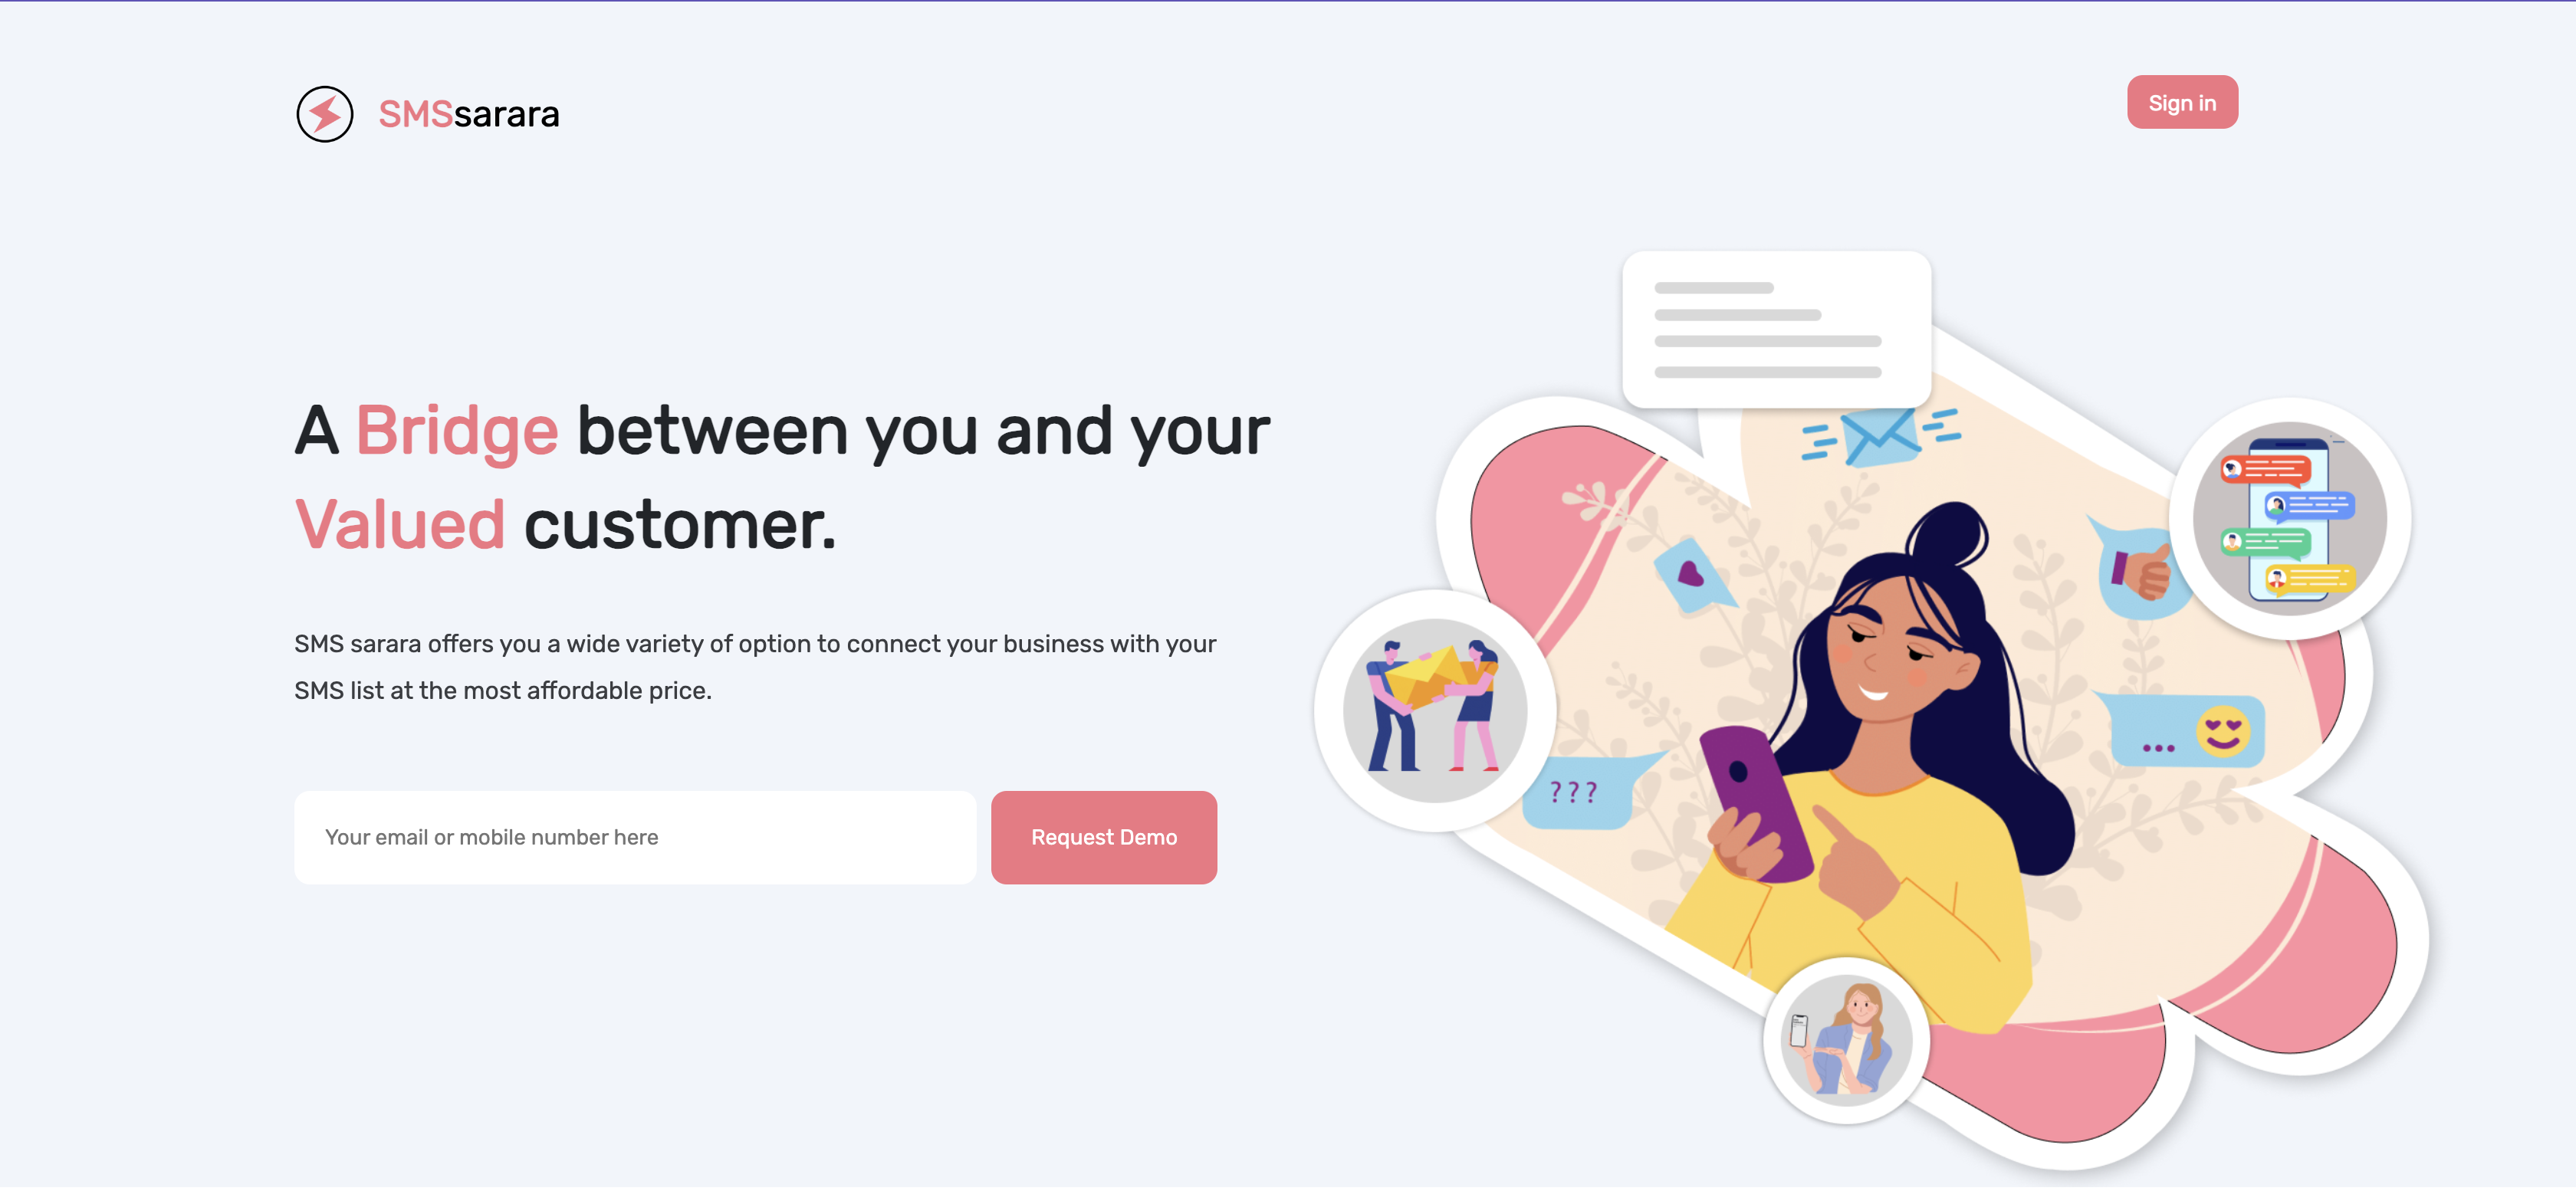 SMSsarara
Sign in
A Bridge between you and your
Valued customer.
SMS sarara offers you a wide variety of option to connect your business with your
SMS list at the most affordable price.
Your email or mobile number here
Request Demo
???
...